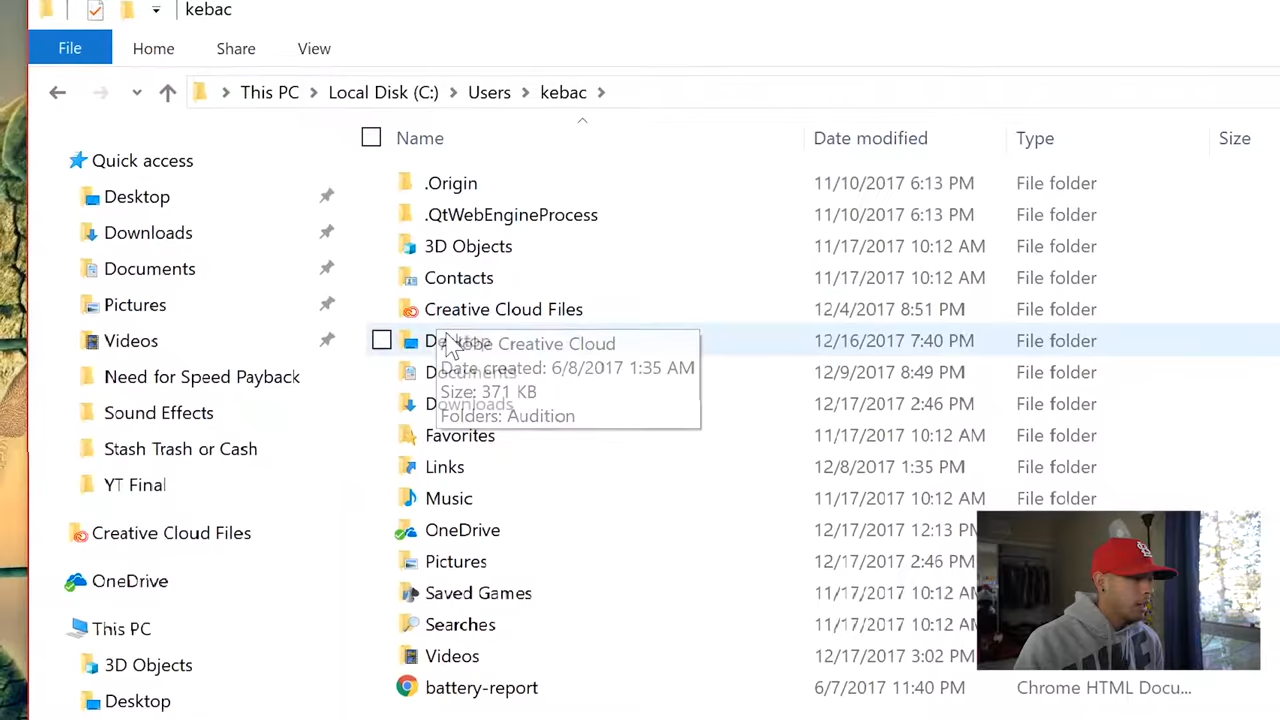 kebac
File Home Share View
This PC Local Disk (C:) Users kebac
Name Date modified Type Size
Quick access
Desktop
Downloads
Documents
Pictures
Videos
Need for Speed Payback
Sound Effects
Stash Trash or Cash
YT Final
Creative Cloud Files
OneDrive
This PC
3D Objects
Desktop
.Origin 11/10/2017 6:13 PM File folder
.QtWebEngineProcess 11/10/2017 6:13 PM File folder
3D Objects 11/17/2017 10:12 AM File folder
Contacts 11/17/2017 10:12 AM File folder
Creative Cloud Files 12/4/2017 8:51 PM File folder
Desktop 12/16/2017 7:40 PM File folder
Documents 12/9/2017 8:49 PM File folder
Downloads 12/17/2017 2:46 PM File folder
Adobe Creative Cloud
Date created: 6/8/2017 1:35 AM
Size: 371 KB
Folders: Audition
Favorites 11/17/2017 10:12 AM File folder
Links 12/8/2017 1:35 PM File folder
Music 11/17/2017 10:12 AM File folder
OneDrive 12/17/2017 12:13 PM
Pictures 12/17/2017 2:46 PM
Saved Games 11/17/2017 10:12 AM
Searches 11/17/2017 10:12 AM
Videos 12/17/2017 3:02 PM
battery-report 6/7/2017 11:40 PM Chrome HTML Docu...